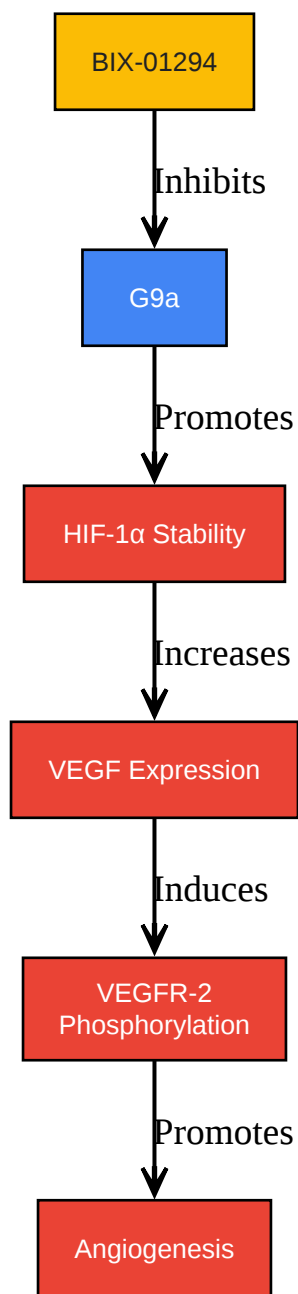 BIX-01294
Inhibits
G9a
Promotes
HIF-1α Stability
Increases
VEGF Expression
Induces
VEGFR-2
Phosphorylation
Promotes
Angiogenesis